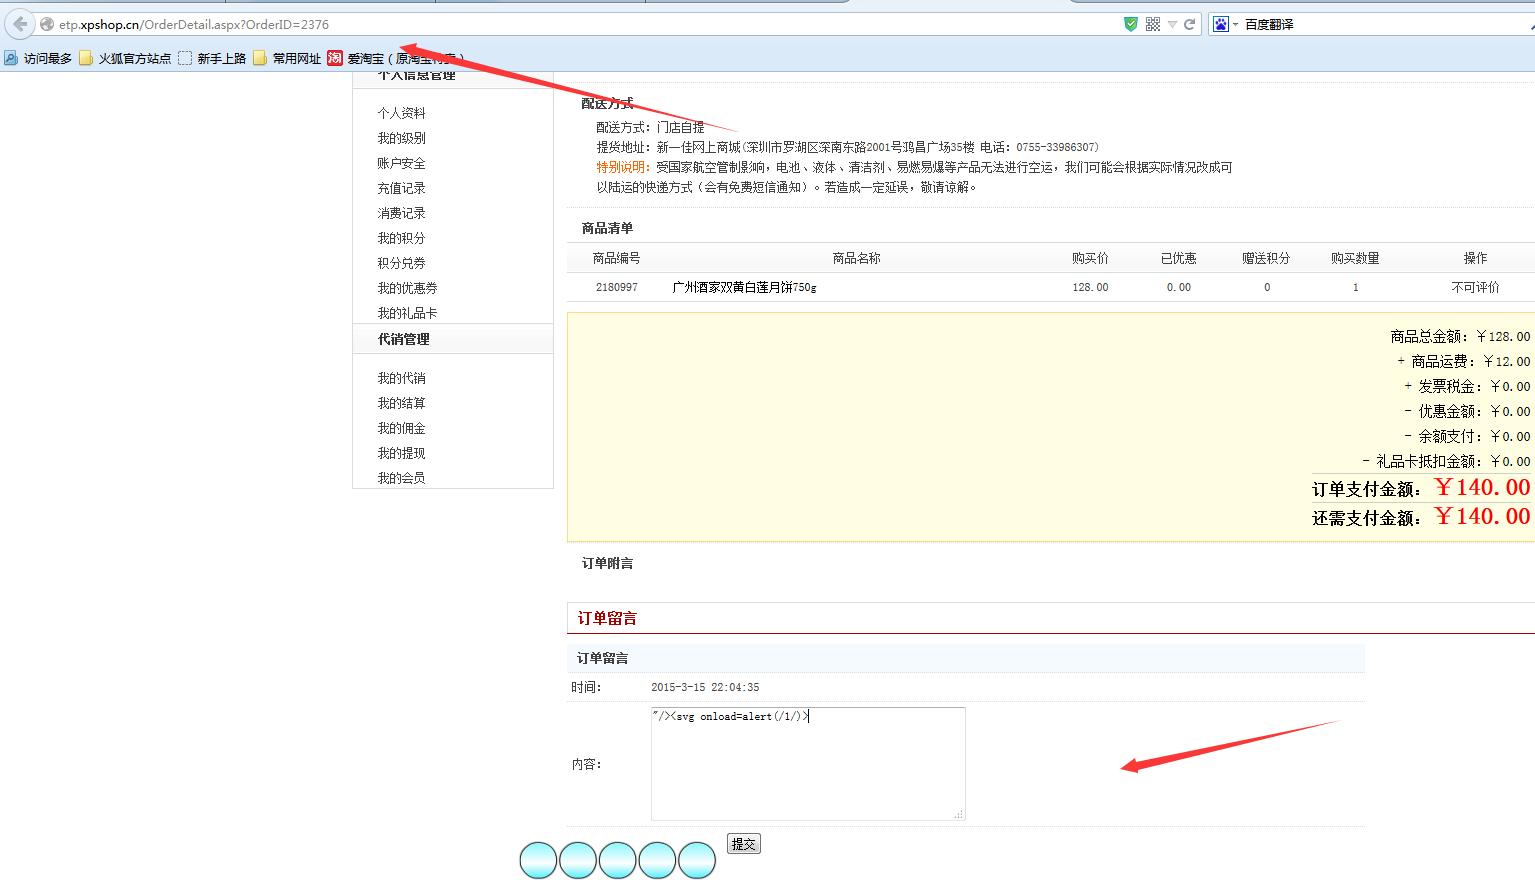 etp.xpshop.cn/OrderDetail.aspx?OrderID=2376
百度翻译
访问最多 火狐官方站点 新手上路 常用网址 淘 爱淘宝（原淘宝特卖）
个人信息管理
个人资料
我的级别
账户安全
充值记录
消费记录
我的积分
积分兑券
我的优惠券
我的礼品卡
代销管理
我的代销
我的结算
我的佣金
我的提现
我的会员
配送方式
配送方式：门店自提
提货地址：新一佳网上商城(深圳市罗湖区深南东路2001号鸿昌广场35楼 电话：0755-33986307)
特别说明：受国家航空管制影响，电池、液体、清洁剂、易燃易爆等产品无法进行空运，我们可能会根据实际情况改成可
以陆运的快递方式（会有免费短信通知）。若造成一定延误，敬请谅解。
商品清单
商品编号 商品名称 购买价 已优惠 赠送积分 购买数量 操作
2180997 广州酒家双黄白莲月饼750g 128.00 0.00 0 1 不可评价
商品总金额：￥128.00
+ 商品运费：￥12.00
+ 发票税金：￥0.00
- 优惠金额：￥0.00
- 余额支付：￥0.00
- 礼品卡抵扣金额：￥0.00
订单支付金额：￥140.00
还需支付金额：￥140.00
订单附言
订单留言
订单留言
时间： 2015-3-15 22:04:35
内容： "/><svg onload=alert(/1/)>
提交